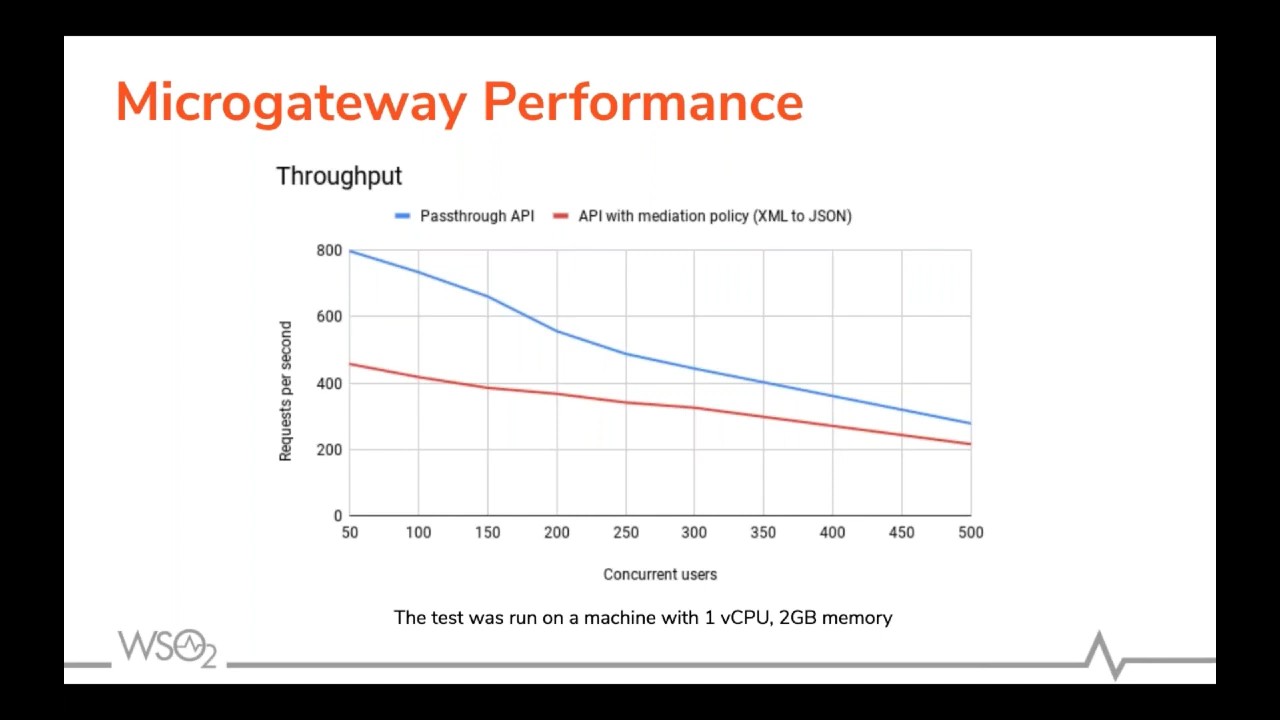 Microgateway Performance
Throughput
Passthrough API
API with mediation policy (XML to JSON)
800
600
400
200
0
Requests per second
50 100 150 200 250 300 350 400 450 500
Concurrent users
The test was run on a machine with 1 vCPU, 2GB memory
WSO2